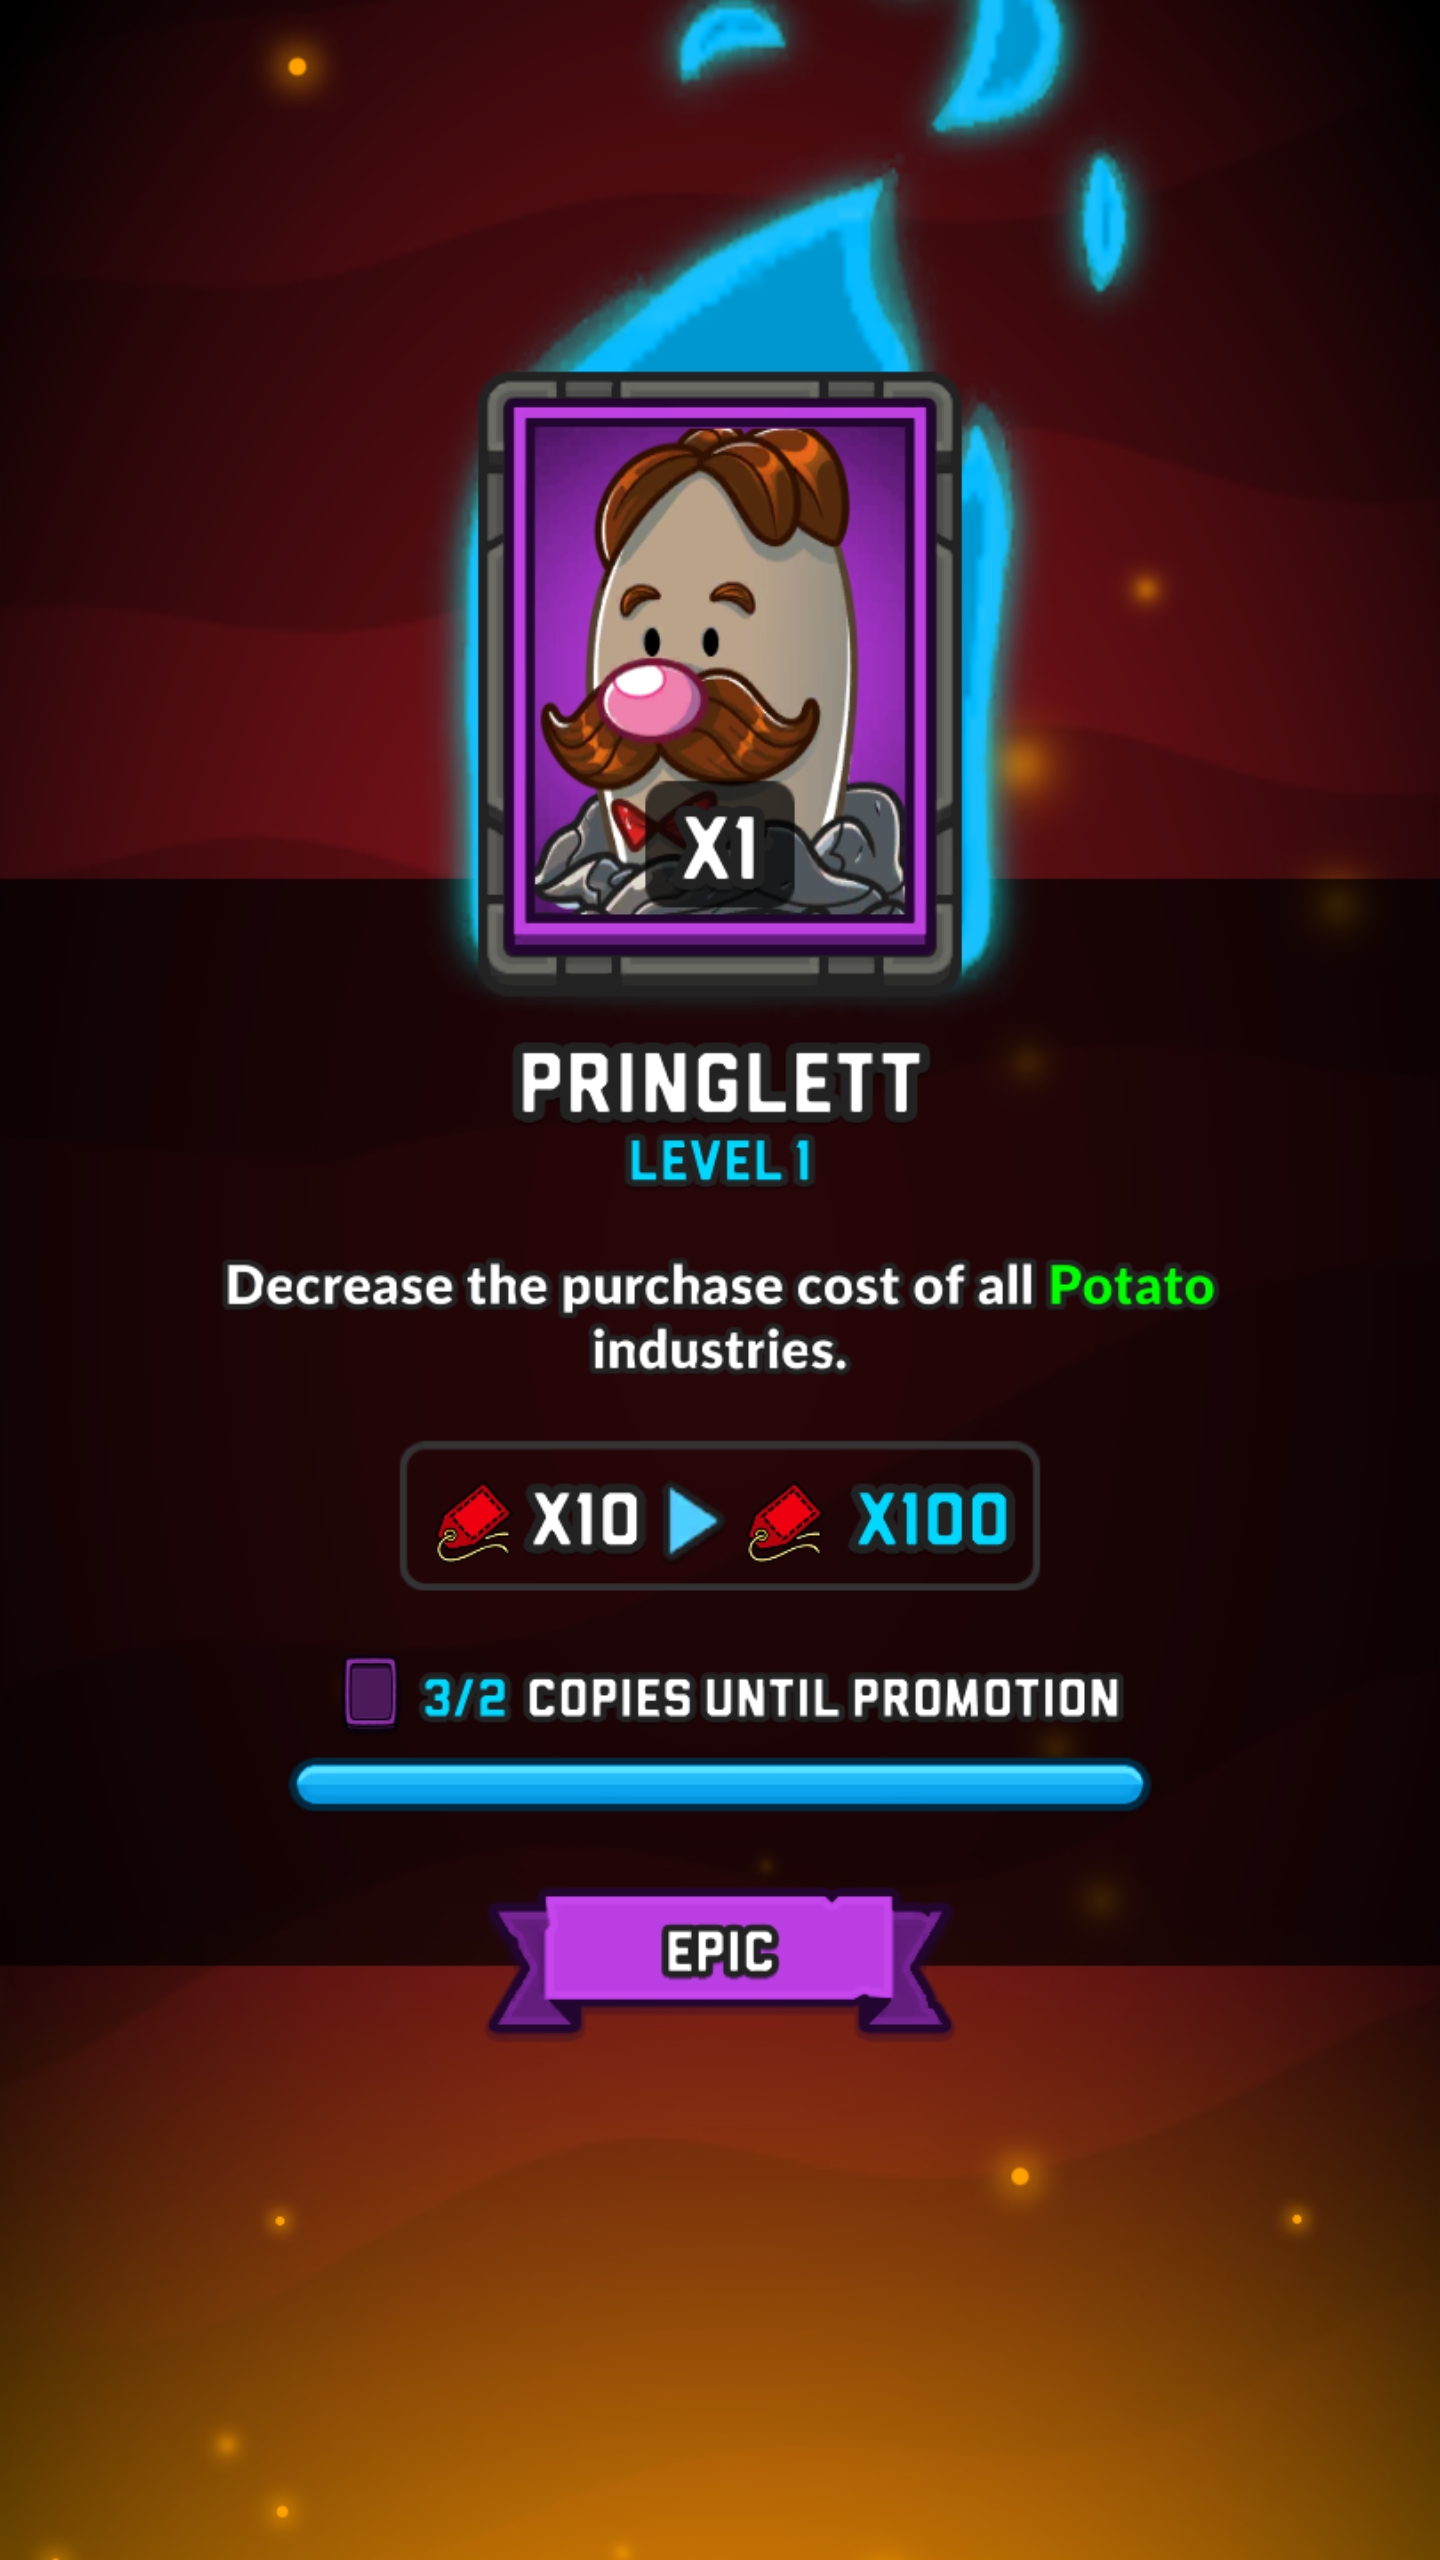 X1
PRINGLETT
LEVEL 1
Decrease the purchase cost of all Potato
industries.
X10 X100
3/2 COPIES UNTIL PROMOTION
EPIC